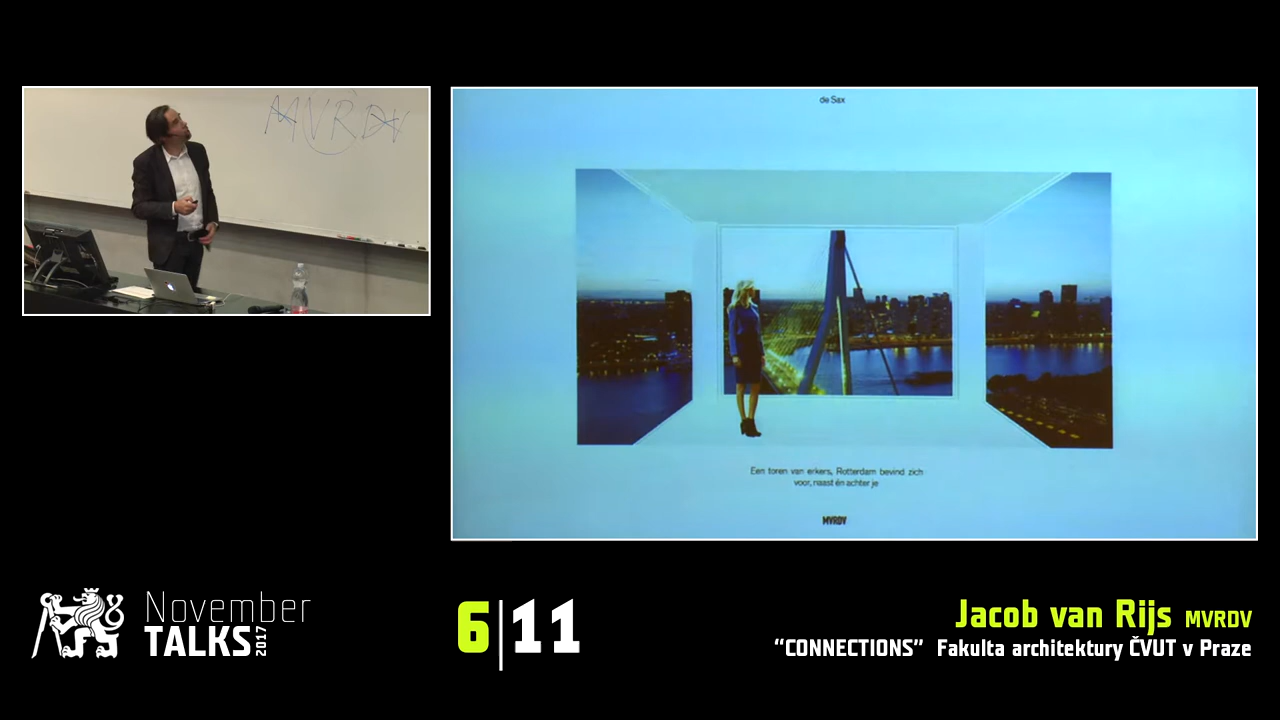 MVRDV
de Sax
Een toren van erkers, Rotterdam bevind zich
voor, naast én achter je
MVRDV
November
TALKS 2017
6|11
Jacob van Rijs MVRDV
“CONNECTIONS” Fakulta architektury ČVUT v Praze